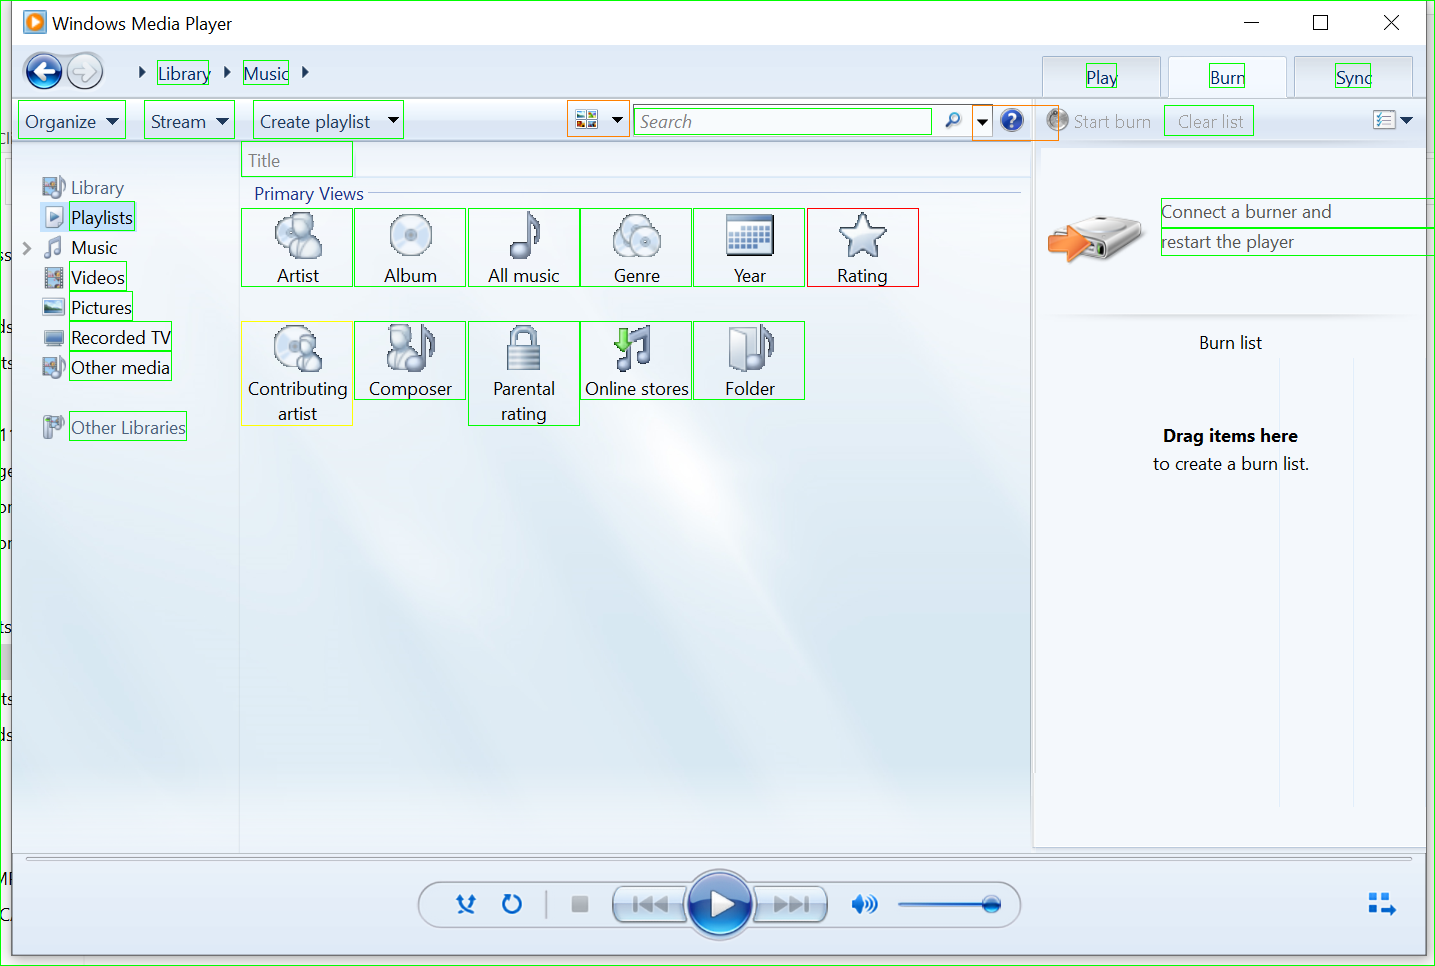 Windows Media Player
Library Music
Play Burn Sync
Organize Stream Create playlist Search Start burn Clear list
Title
Library
Playlists
Music
Videos
Pictures
Recorded TV
Other media
Other Libraries
Primary Views
Artist Album All music Genre Year Rating
Contributing artist Composer Parental rating Online stores Folder
Connect a burner and
restart the player
Burn list
Drag items here
to create a burn list.